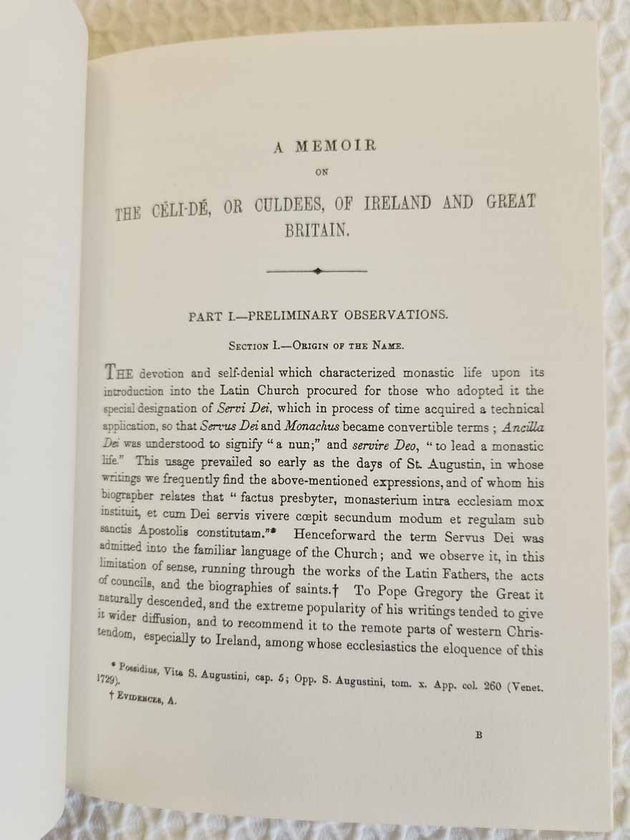 A MEMOIR
ON
THE CÉLI-DÉ, OR CULDEES, OF IRELAND AND GREAT
BRITAIN.
PART I.—PRELIMINARY OBSERVATIONS.
SECTION I.—ORIGIN OF THE NAME.
THE devotion and self-denial which characterized monastic life upon its
introduction into the Latin Church procured for those who adopted it the
special designation of Servi Dei, which in process of time acquired a technical
application, so that Servus Dei and Monachus became convertible terms ; Ancilla
Dei was understood to signify "a nun;" and servire Deo, "to lead a monastic
life." This usage prevailed so early as the days of St. Augustin, in whose
writings we frequently find the above-mentioned expressions, and of whom his
biographer relates that "factus presbyter, monasterium intra ecclesiam mox
instituit, et cum Dei servis vivere cœpit secundum modum et regulam sub
sanctis Apostolis constitutam."* Henceforward the term Servus Dei was
admitted into the familiar language of the Church ; and we observe it, in this
limitation of sense, running through the works of the Latin Fathers, the acts
of councils, and the biographies of saints.† To Pope Gregory the Great it
naturally descended, and the extreme popularity of his writings tended to give
it wider diffusion, and to recommend it to the remote parts of western Chris-
tendom, especially to Ireland, among whose ecclesiastics the eloquence of this
* Possidius, Vita S. Augustini, cap. 5; Opp. S. Augustini, tom. x. App. col. 260 (Venet.
1729).
† EVIDENCES, A.
B